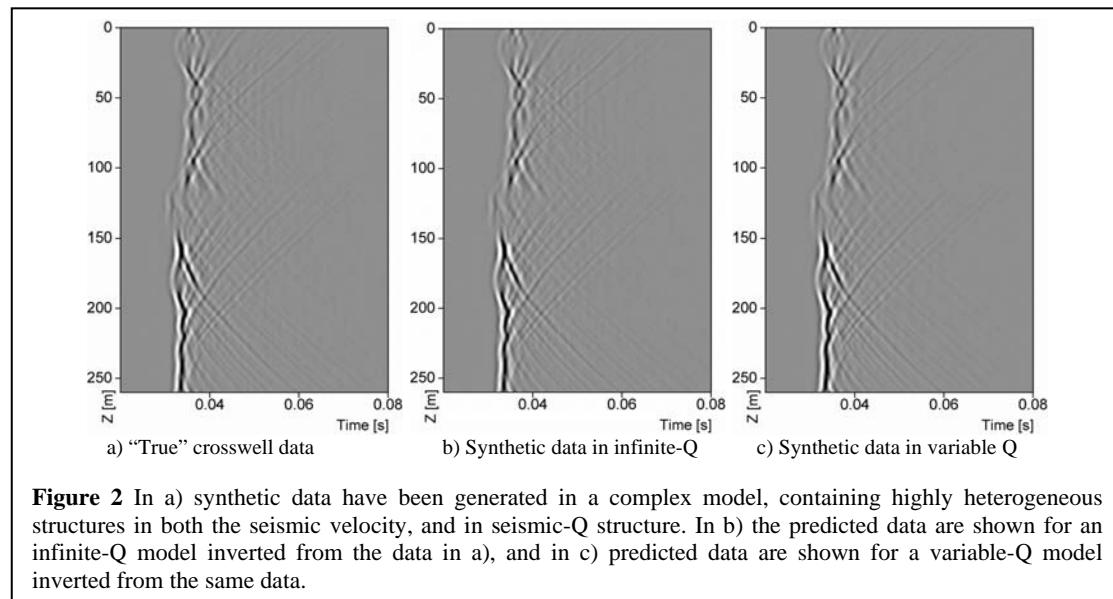 0
50
100
150
200
250
Z [m]
0.04
0.06
0.08
Time [s]
a) “True” crosswell data
0
50
100
150
200
250
Z [m]
0.04
0.06
0.08
Time [s]
b) Synthetic data in infinite-Q
0
50
100
150
200
250
Z [m]
0.04
0.06
0.08
Time [s]
c) Synthetic data in variable Q
Figure 2 In a) synthetic data have been generated in a complex model, containing highly heterogeneous
structures in both the seismic velocity, and in seismic-Q structure. In b) the predicted data are shown for an
infinite-Q model inverted from the data in a), and in c) predicted data are shown for a variable-Q model
inverted from the same data.